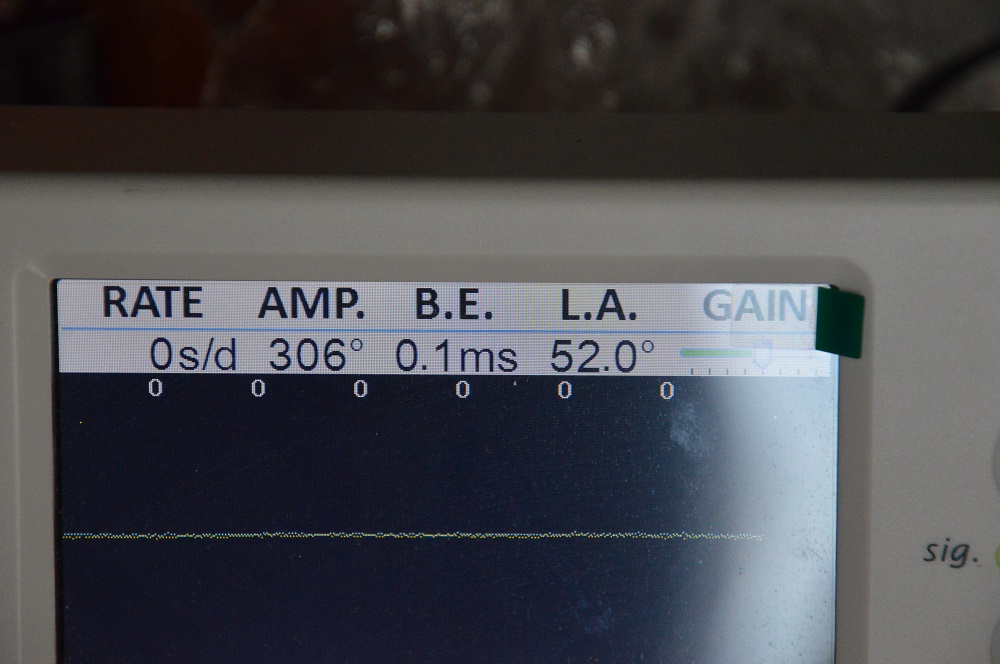 RATE AMP. B.E. L.A. GAIN
0s/d 306° 0.1ms 52.0°
0 0 0 0 0 0
sig.